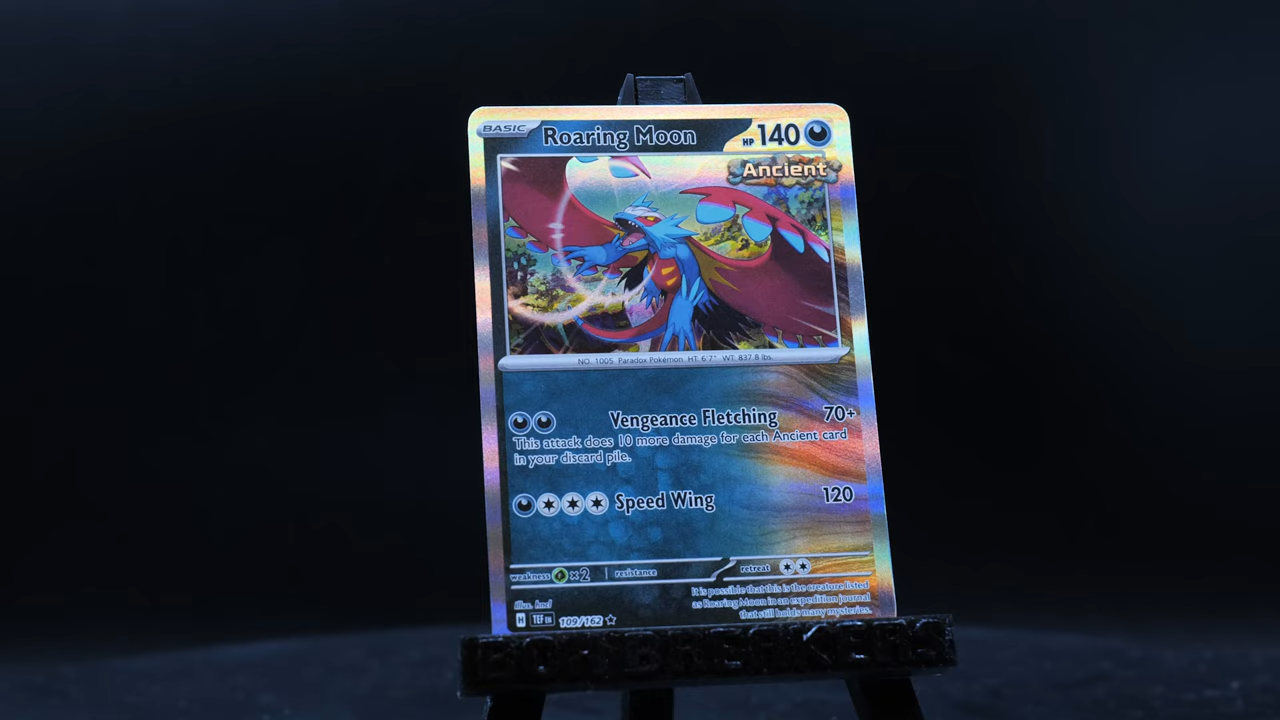 BASIC Roaring Moon HP 140
Ancient
NO. 1005 Paradox Pokémon HT: 6'7" WT: 837.8 lbs.
Vengeance Fletching 70+
This attack does 10 more damage for each Ancient card
in your discard pile.
Speed Wing 120
weakness ×2 resistance retreat
It is possible that this is the creature listed
as Roaring Moon in an expedition journal
that still holds many mysteries.
Illus. knef
H TEF EN 109/162